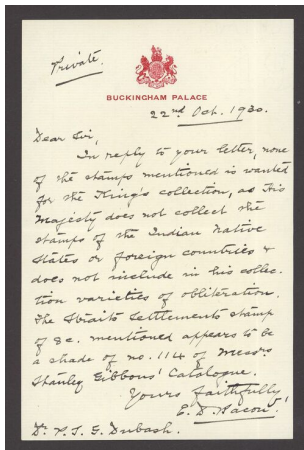 Private.
BUCKINGHAM PALACE
22nd Oct. 1930.
Dear Sir,
In reply to your letter, none
of the stamps mentioned is wanted
for the King's collection, as His
Majesty does not collect the
stamps of the Indian Native
States or foreign countries &
does not include in his collec-
tion varieties of obliteration.
The Straits Settlements stamp
of 8c. mentioned appears to be
a shade of no. 114 of Messrs
Stanley Gibbons' Catalogue.
Yours faithfully
E. D. Bacon.
Dr. P. J. G. Dubash.